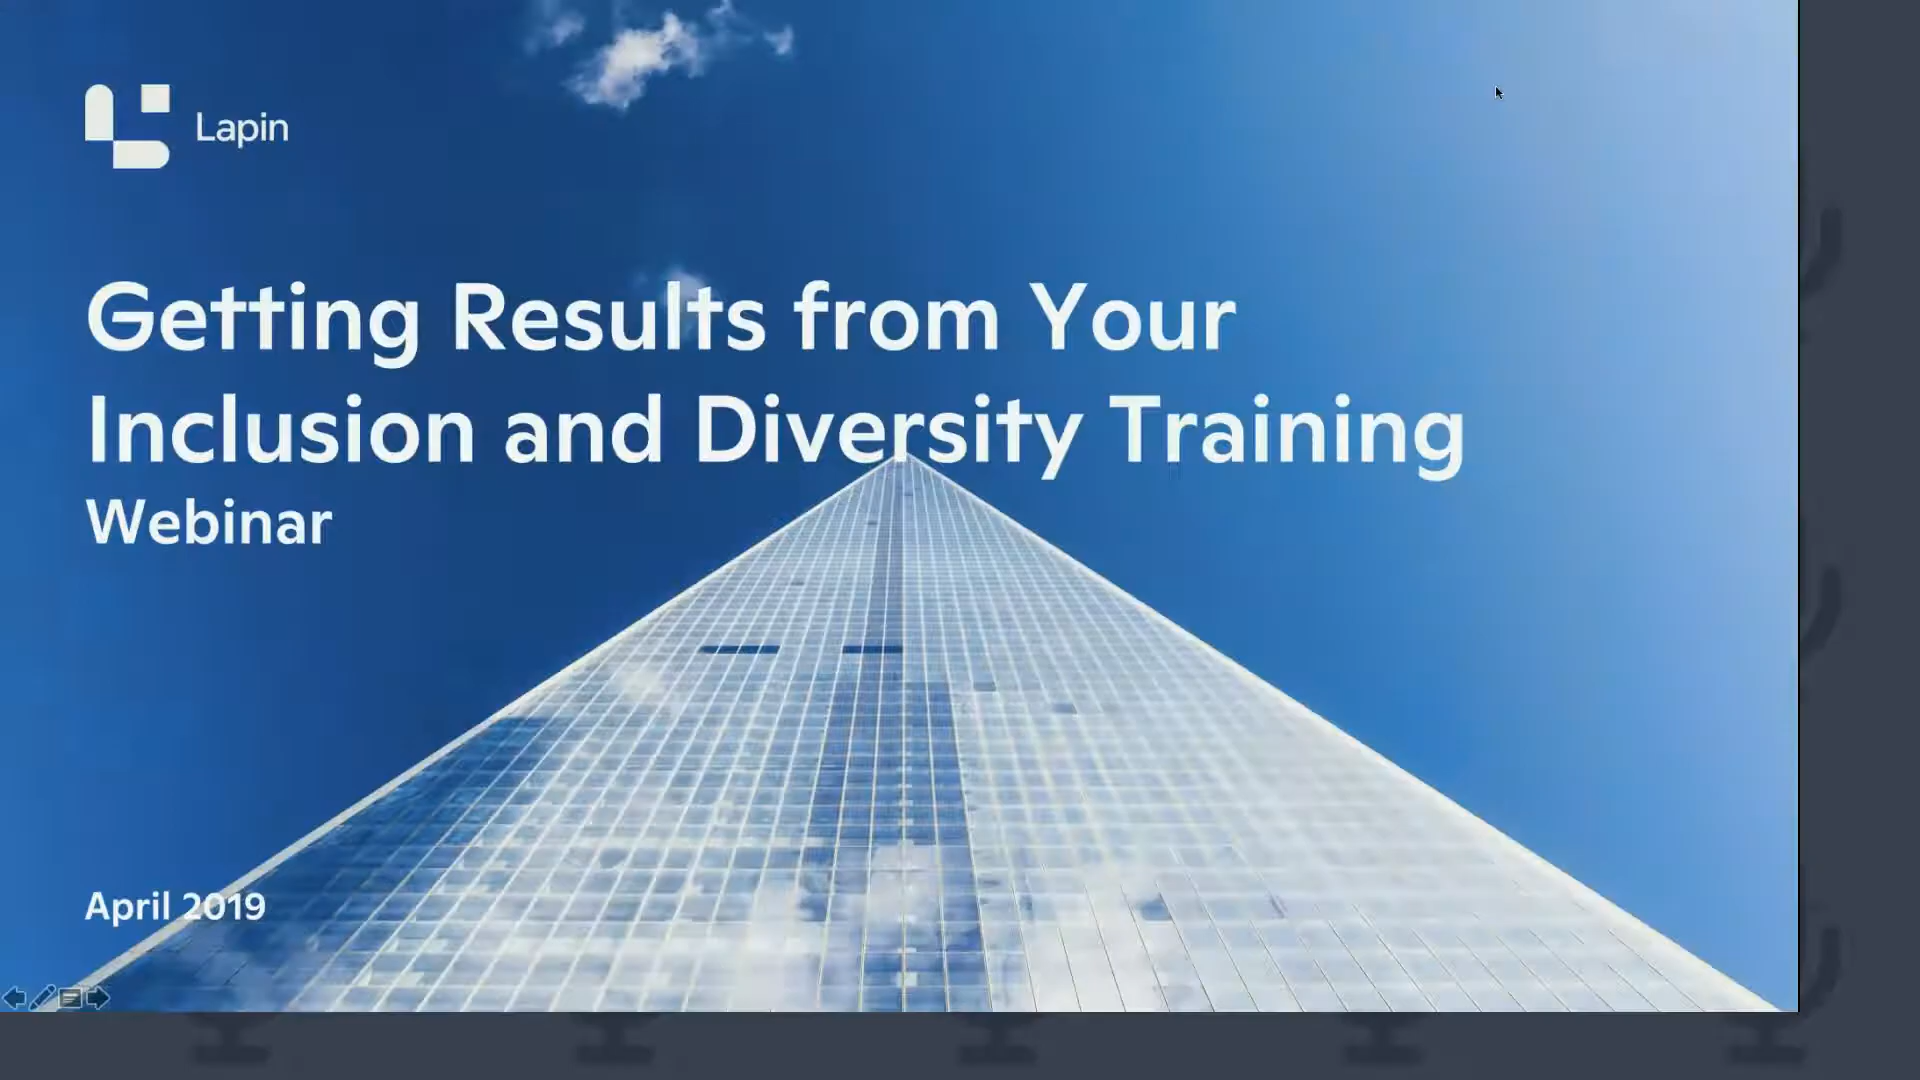 Lapin
Getting Results from Your
Inclusion and Diversity Training
Webinar
April 2019